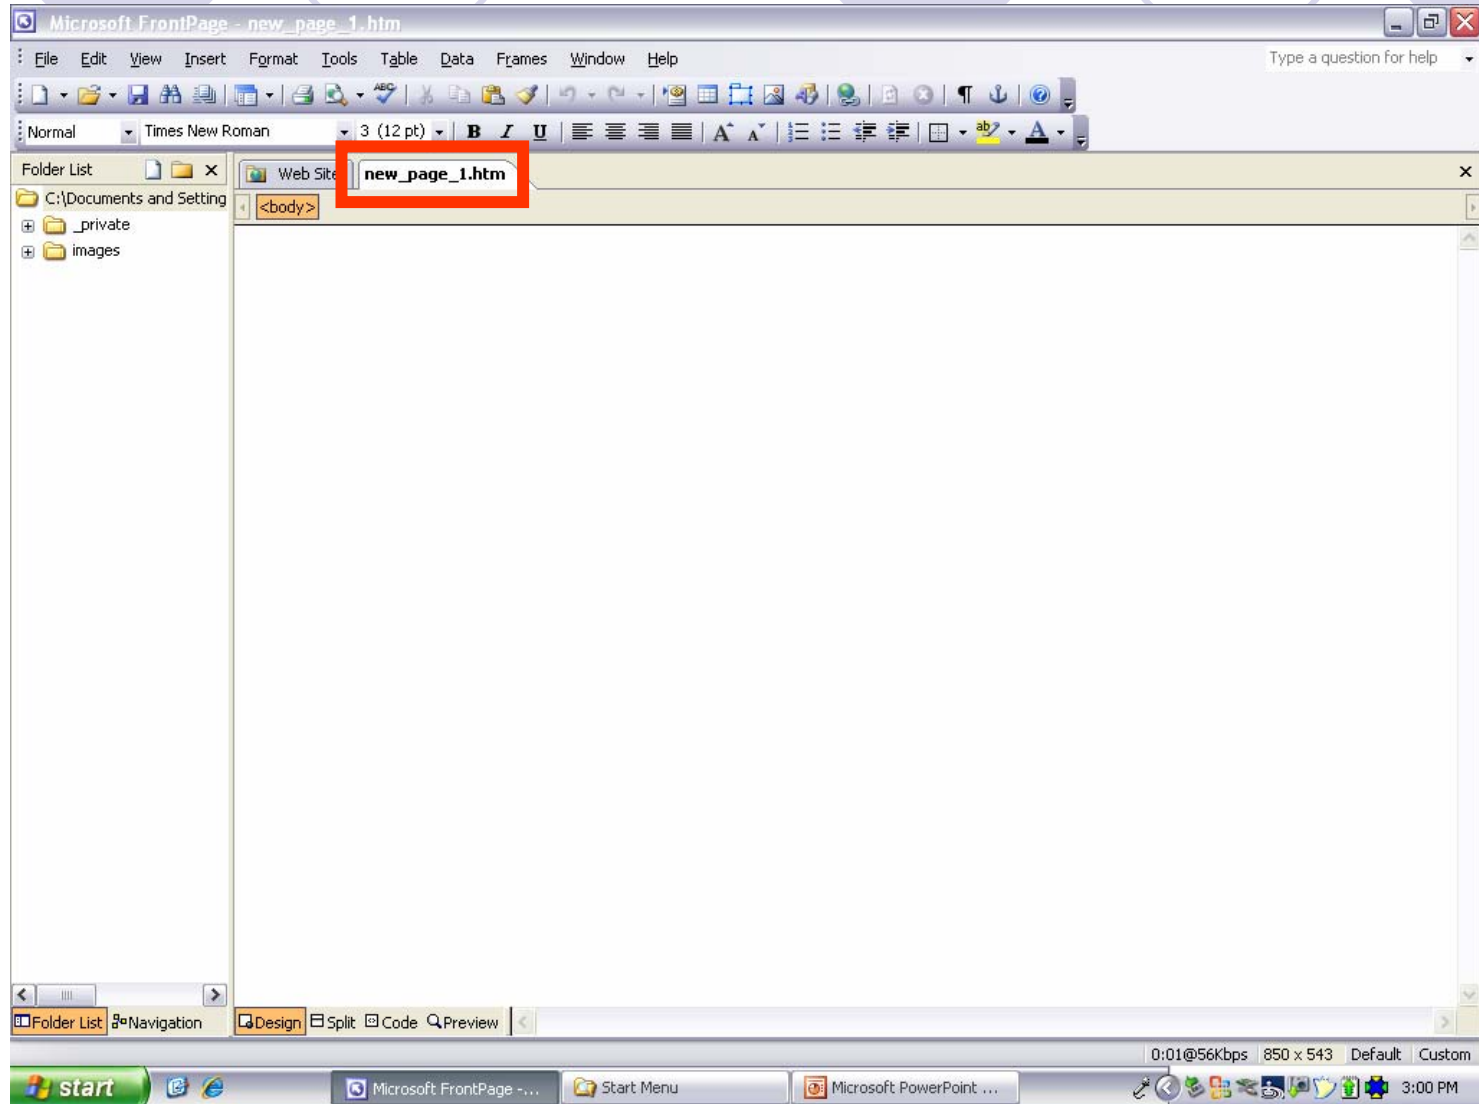 Microsoft FrontPage - new_page_1.htm
File Edit View Insert Format Tools Table Data Frames Window Help Type a question for help
Normal Times New Roman 3 (12 pt) B I U A A ab A
Folder List Web Site new_page_1.htm
C:\Documents and Setting <body>
_private
images
Folder List Navigation Design Split Code Preview
0:01@56Kbps 850 x 543 Default Custom
start Microsoft FrontPage -... Start Menu Microsoft PowerPoint ... 3:00 PM